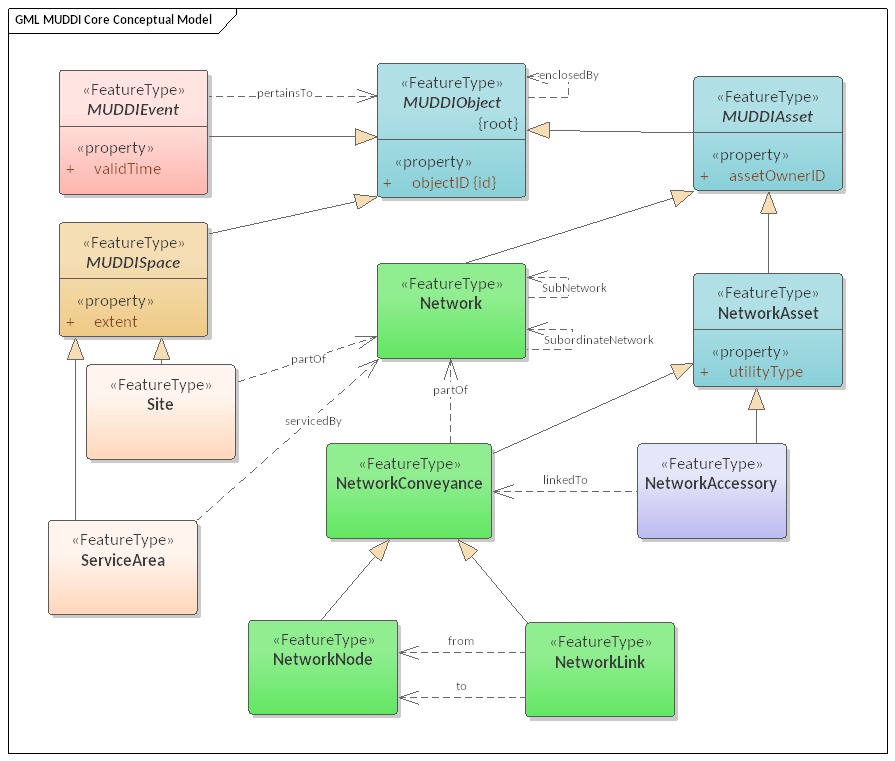 GML MUDDI Core Conceptual Model
«FeatureType»
MUDDIEvent
«property»
+ validTime
pertainsTo
«FeatureType»
MUDDIObject
{root}
«property»
+ objectID {id}
enclosedBy
«FeatureType»
MUDDIAsset
«property»
+ assetOwnerID
«FeatureType»
MUDDISpace
«property»
+ extent
«FeatureType»
Network
SubNetwork
SubordinateNetwork
«FeatureType»
NetworkAsset
«property»
+ utilityType
partOf
«FeatureType»
Site
servicedBy
partOf
«FeatureType»
NetworkConveyance
linkedTo
«FeatureType»
NetworkAccessory
«FeatureType»
ServiceArea
«FeatureType»
NetworkNode
from
to
«FeatureType»
NetworkLink